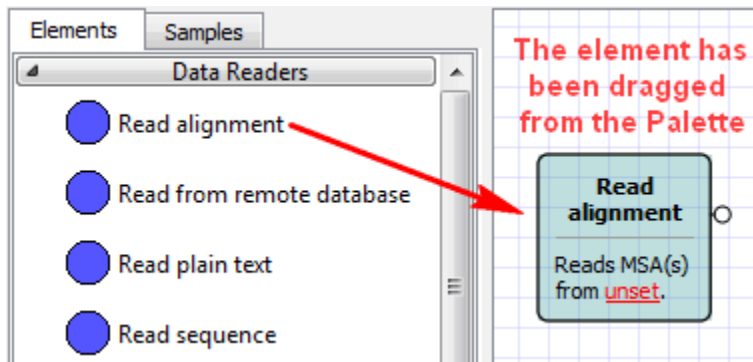 Elements
Samples
Data Readers
Read alignment
Read from remote database
Read plain text
Read sequence
The element has
been dragged
from the Palette
Read
alignment
Reads MSA(s)
from unset.